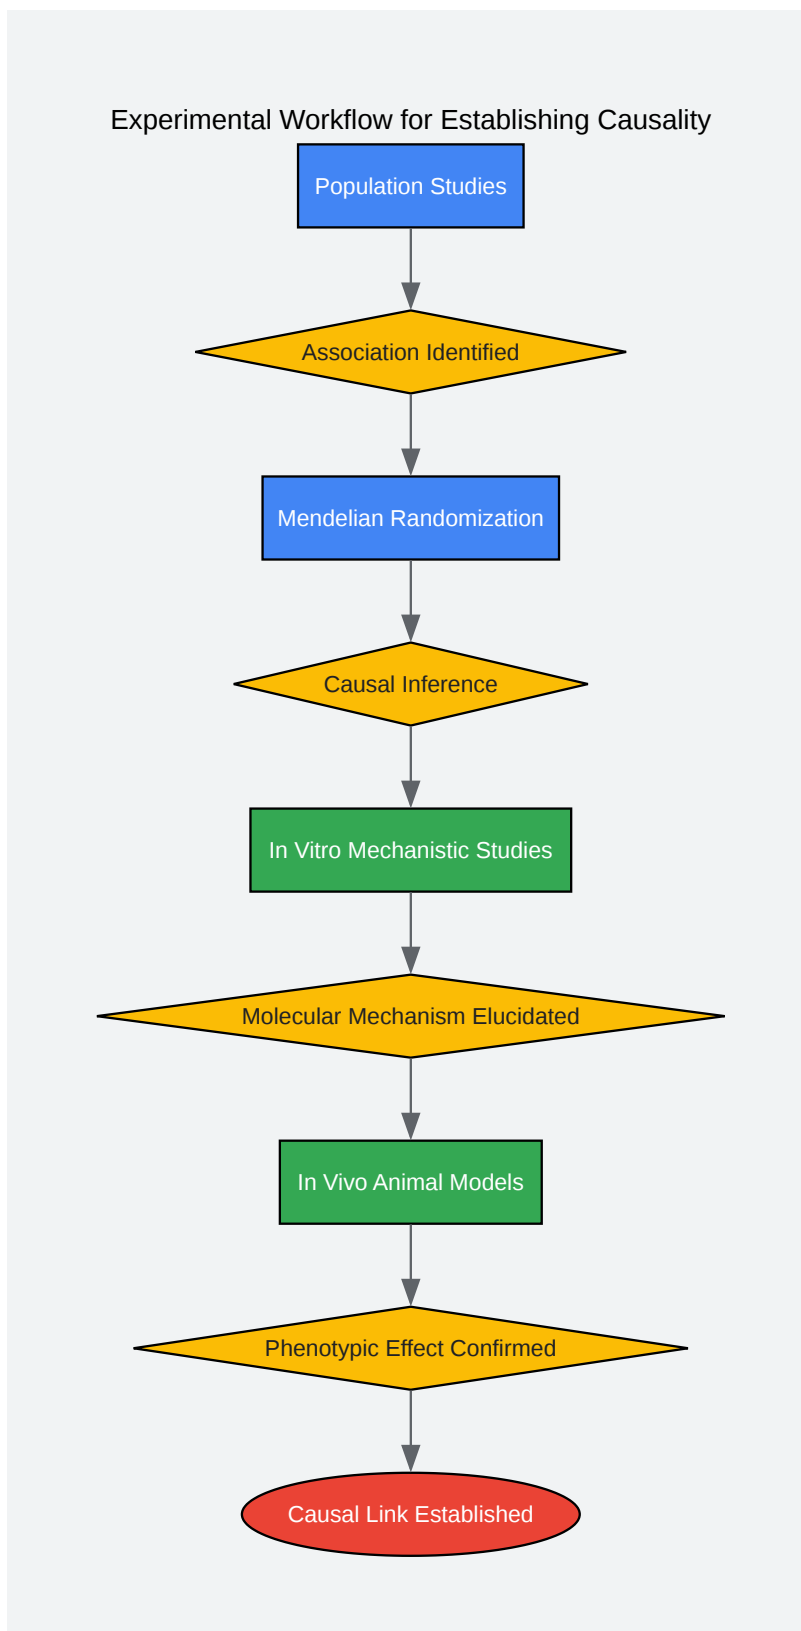 Experimental Workflow for Establishing Causality
Population Studies
Association Identified
Mendelian Randomization
Causal Inference
In Vitro Mechanistic Studies
Molecular Mechanism Elucidated
In Vivo Animal Models
Phenotypic Effect Confirmed
Causal Link Established